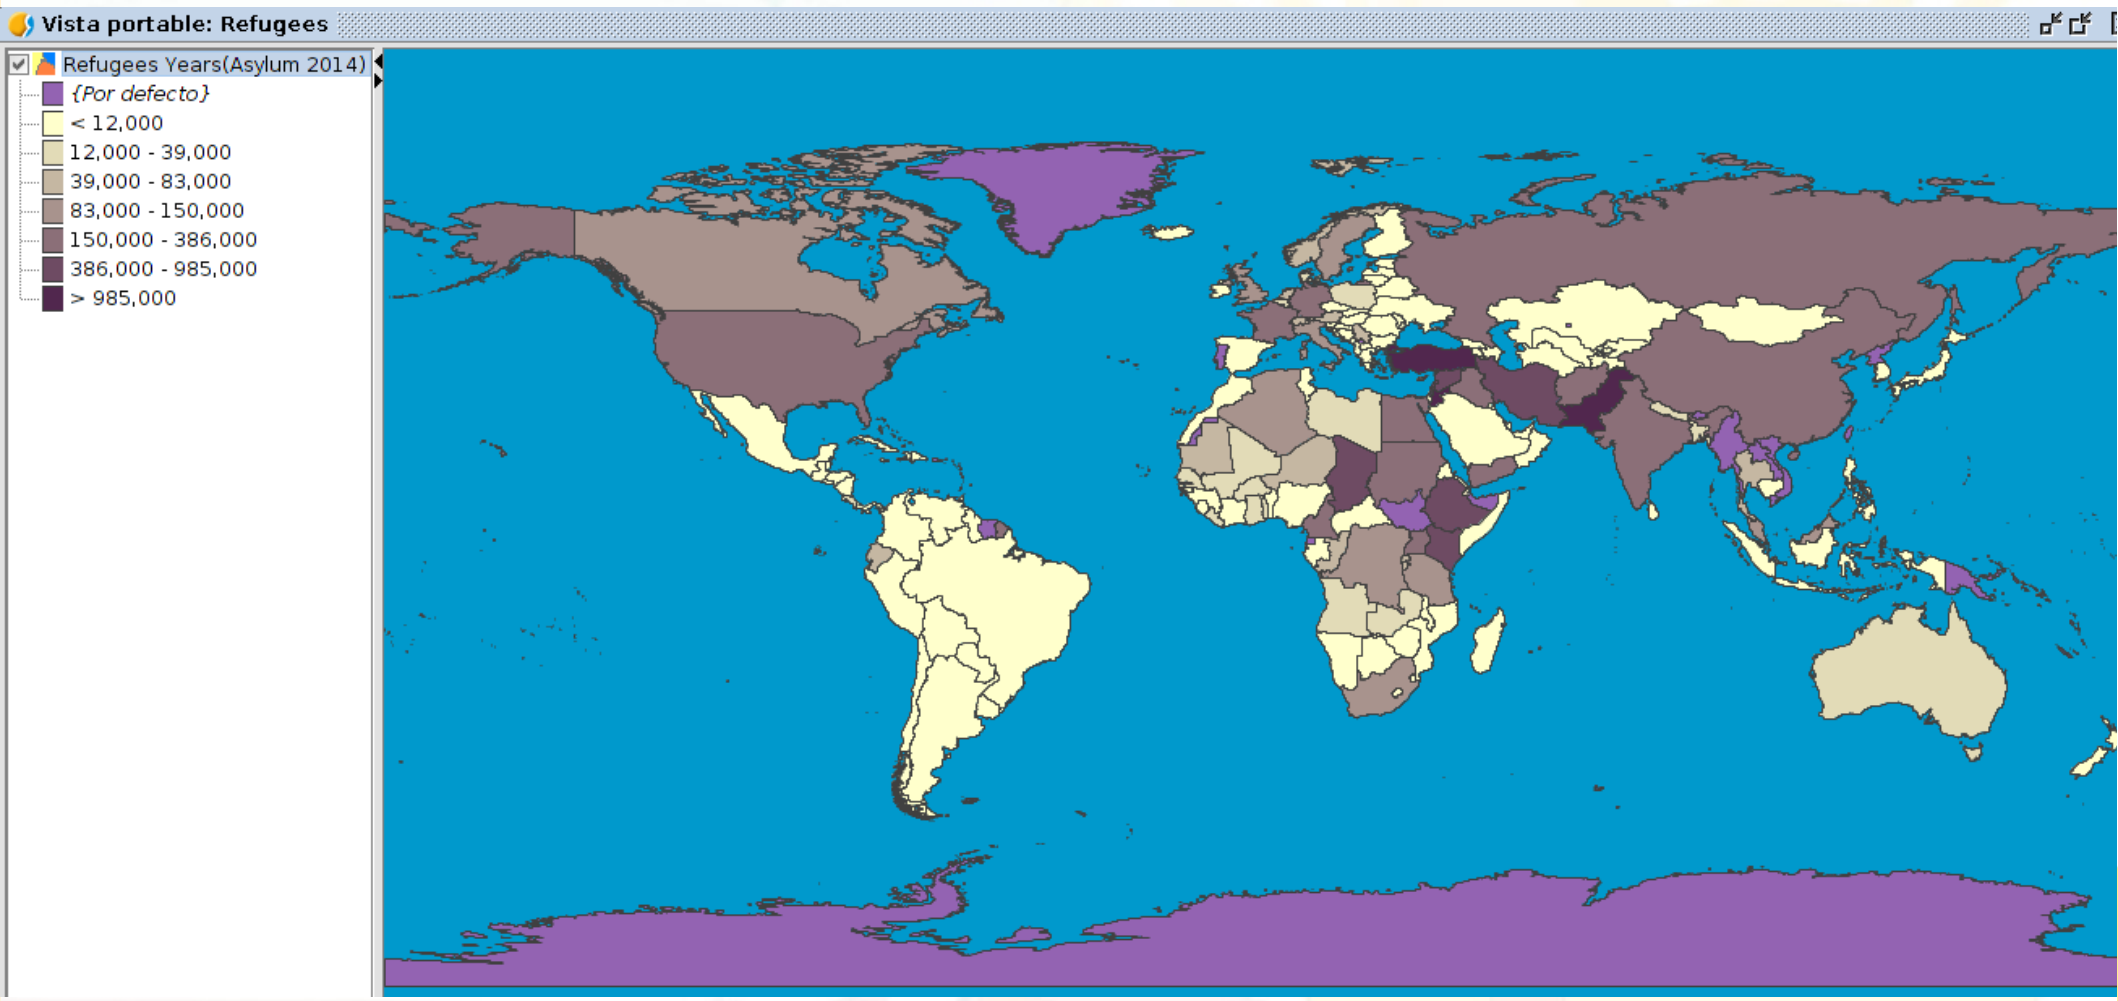 Vista portable: Refugees
Refugees Years(Asylum 2014)
{Por defecto}
< 12,000
12,000 - 39,000
39,000 - 83,000
83,000 - 150,000
150,000 - 386,000
386,000 - 985,000
> 985,000